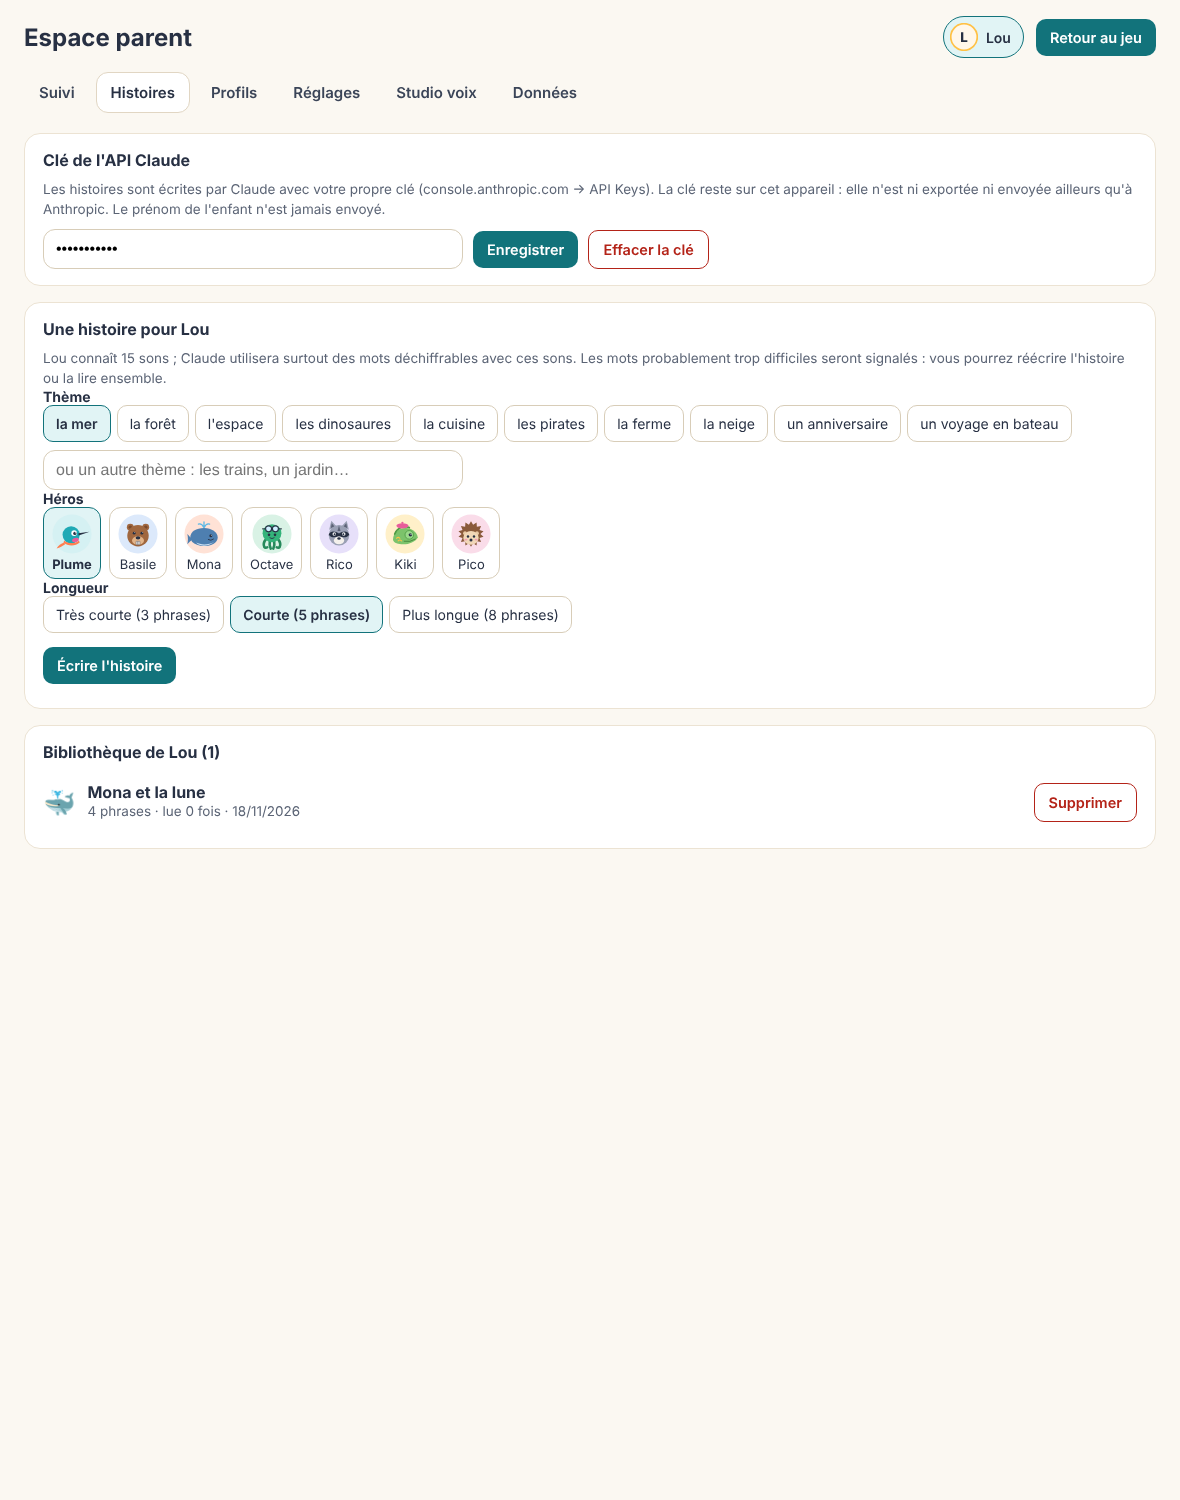 Espace parent
L Lou
Retour au jeu
Suivi Histoires Profils Réglages Studio voix Données
Clé de l'API Claude
Les histoires sont écrites par Claude avec votre propre clé (console.anthropic.com → API Keys). La clé reste sur cet appareil : elle n'est ni exportée ni envoyée ailleurs qu'à
Anthropic. Le prénom de l'enfant n'est jamais envoyé.
•••••••••••
Enregistrer Effacer la clé
Une histoire pour Lou
Lou connaît 15 sons ; Claude utilisera surtout des mots déchiffrables avec ces sons. Les mots probablement trop difficiles seront signalés : vous pourrez réécrire l'histoire
ou la lire ensemble.
Thème
la mer la forêt l'espace les dinosaures la cuisine les pirates la ferme la neige un anniversaire un voyage en bateau
ou un autre thème : les trains, un jardin…
Héros
Plume Basile Mona Octave Rico Kiki Pico
Longueur
Très courte (3 phrases) Courte (5 phrases) Plus longue (8 phrases)
Écrire l'histoire
Bibliothèque de Lou (1)
Mona et la lune
4 phrases · lue 0 fois · 18/11/2026
Supprimer